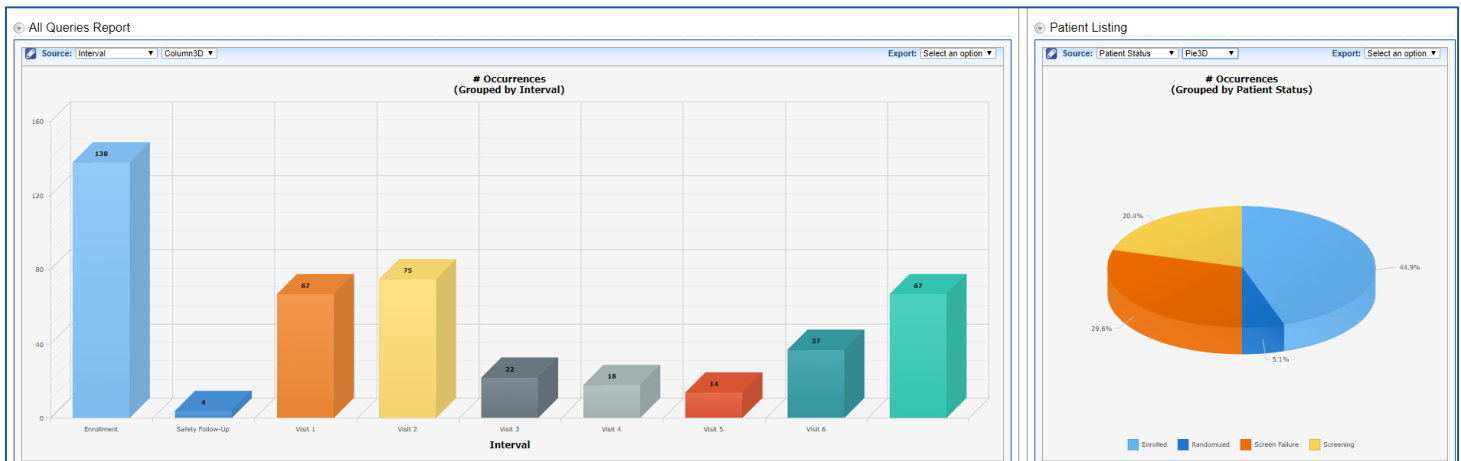 All Queries Report
Source: Interval Column3D Export: Select an option
# Occurrences
(Grouped by Interval)
160
120
80
40
0
138
4
67
75
22
18
14
37
67
Enrollment Safety Follow-Up Visit 1 Visit 2 Visit 3 Visit 4 Visit 5 Visit 6
Interval
Patient Listing
Source: Patient Status Pie3D Export: Select an option
# Occurrences
(Grouped by Patient Status)
20.4%
44.9%
29.6%
5.1%
Enrolled Randomized Screen Failure Screening